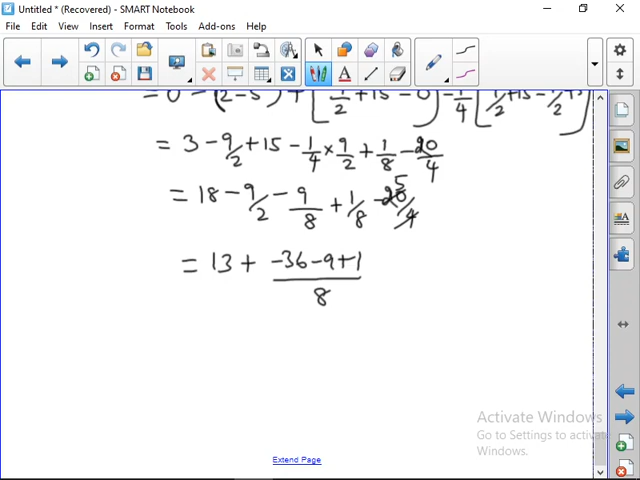 Untitled * (Recovered) - SMART Notebook
File Edit View Insert Format Tools Add-ons Help
= 3 - 9/2 + 15 - 1/4 × 9/2 + 1/8 - 20/4
= 18 - 9/2 - 9/8 + 1/8 - 20/4 5
= 13 + (-36-9+1)/8
Activate Windows
Go to Settings to activate
Windows.
Extend Page